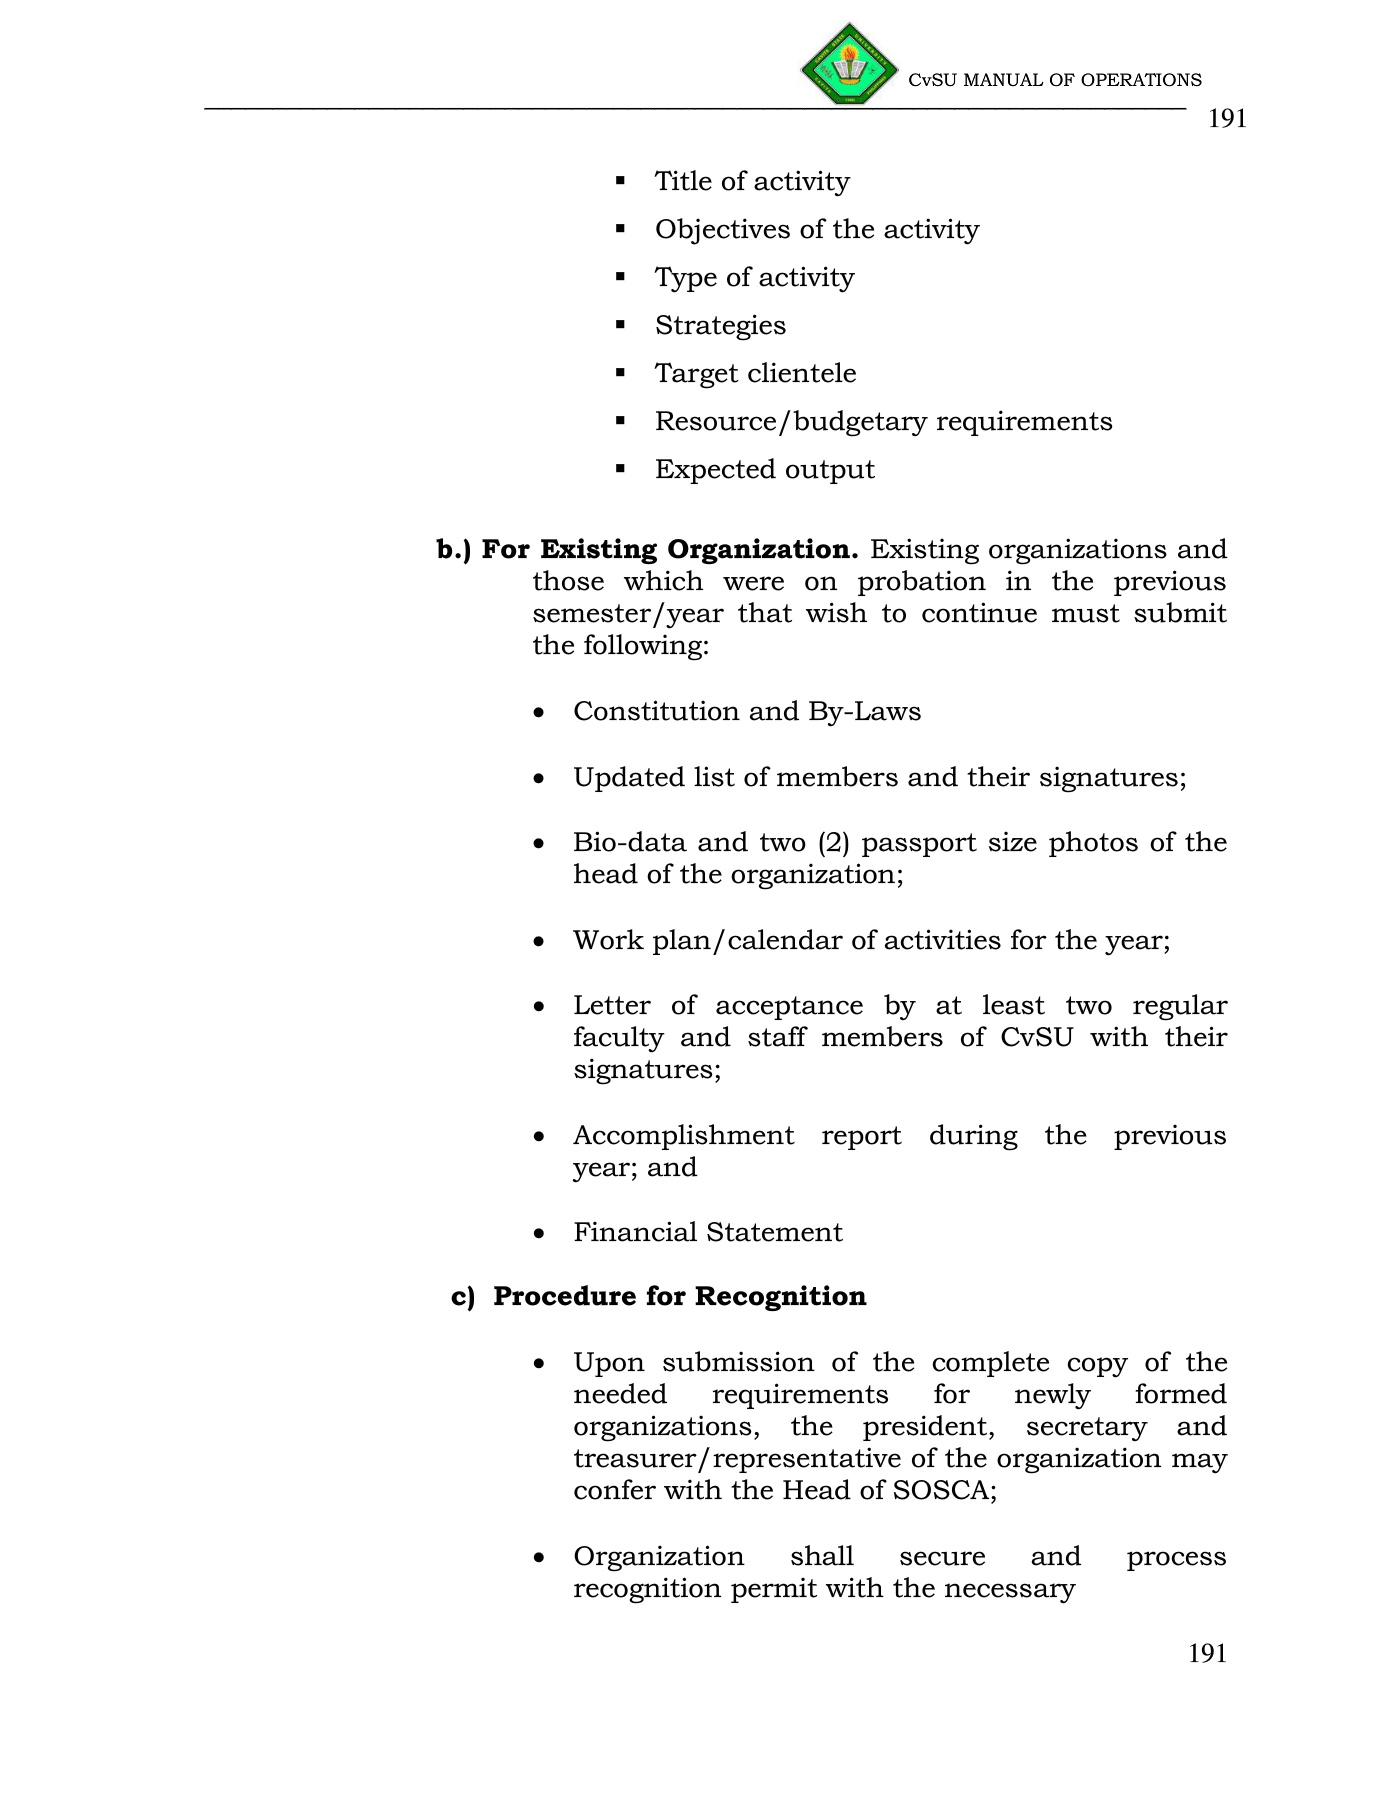 CvSU MANUAL OF OPERATIONS
191
▪ Title of activity
▪ Objectives of the activity
▪ Type of activity
▪ Strategies
▪ Target clientele
▪ Resource/budgetary requirements
▪ Expected output
b.) For Existing Organization. Existing organizations and
those which were on probation in the previous
semester/year that wish to continue must submit
the following:
• Constitution and By-Laws
• Updated list of members and their signatures;
• Bio-data and two (2) passport size photos of the
head of the organization;
• Work plan/calendar of activities for the year;
• Letter of acceptance by at least two regular
faculty and staff members of CvSU with their
signatures;
• Accomplishment report during the previous
year; and
• Financial Statement
c) Procedure for Recognition
• Upon submission of the complete copy of the
needed requirements for newly formed
organizations, the president, secretary and
treasurer/representative of the organization may
confer with the Head of SOSCA;
• Organization shall secure and process
recognition permit with the necessary
191